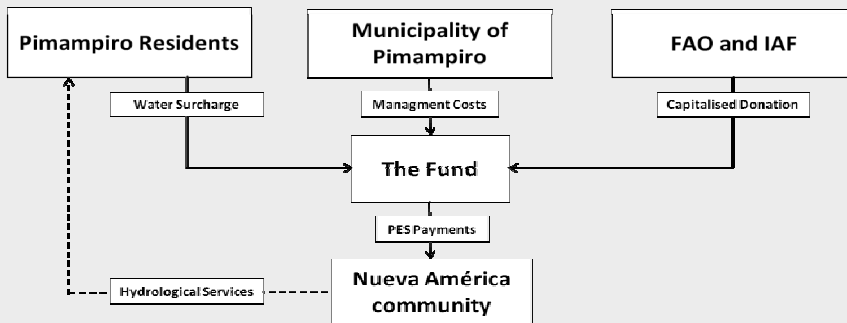 Pimampiro Residents
Municipality of
Pimampiro
FAO and IAF
Water Surcharge
Managment Costs
Capitalised Donation
The Fund
PES Payments
Nueva América
community
Hydrological Services